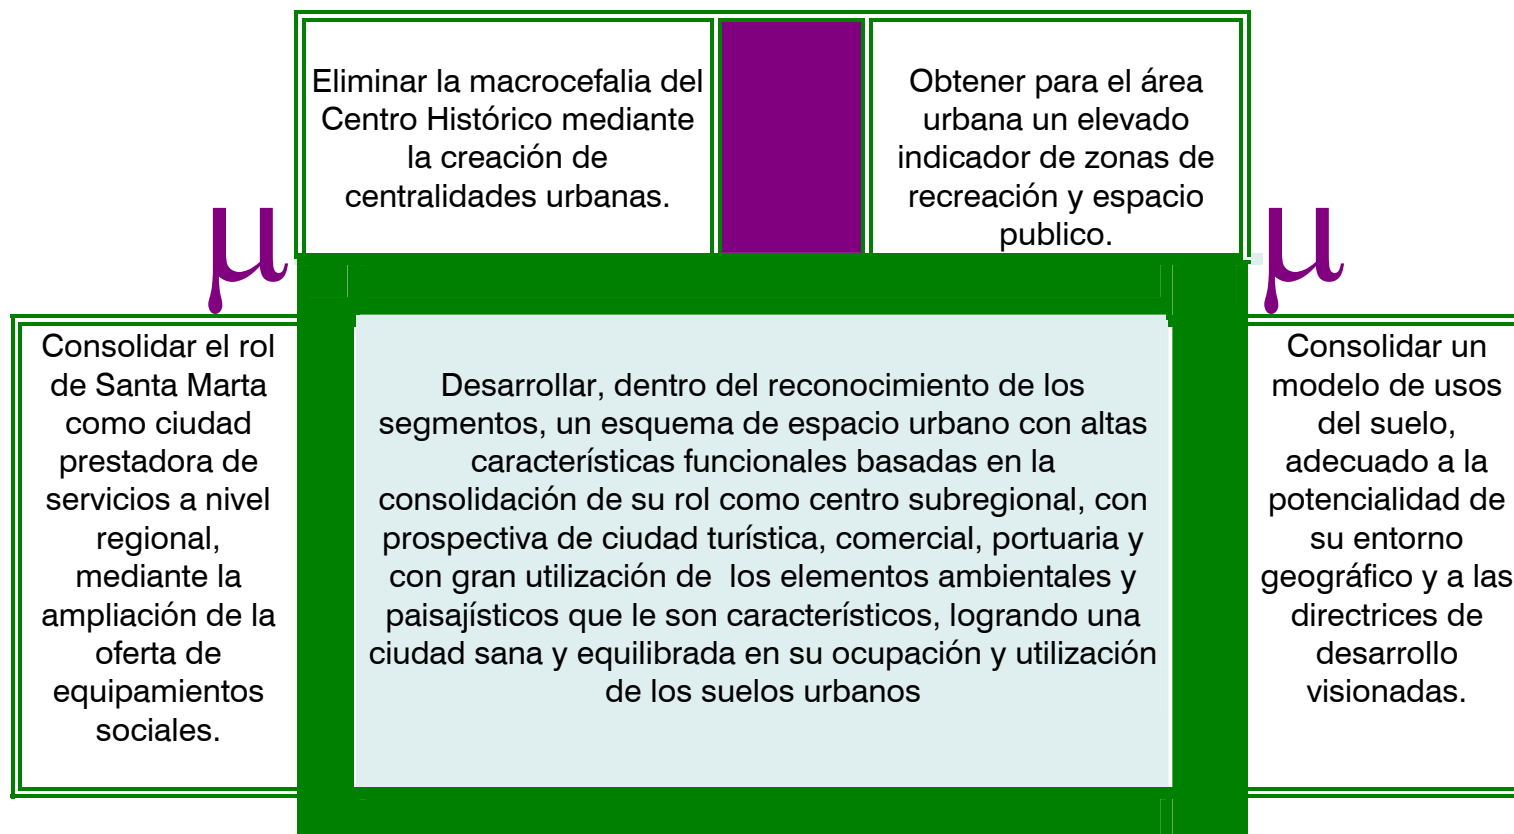 Eliminar la macrocefalia del
Centro Histórico mediante
la creación de
centralidades urbanas.
Obtener para el área
urbana un elevado
indicador de zonas de
recreación y espacio
publico.
µ
µ
Consolidar el rol
de Santa Marta
como ciudad
prestadora de
servicios a nivel
regional,
mediante la
ampliación de la
oferta de
equipamientos
sociales.
Desarrollar, dentro del reconocimiento de los
segmentos, un esquema de espacio urbano con altas
características funcionales basadas en la
consolidación de su rol como centro subregional, con
prospectiva de ciudad turística, comercial, portuaria y
con gran utilización de  los elementos ambientales y
paisajísticos que le son característicos, logrando una
ciudad sana y equilibrada en su ocupación y utilización
de los suelos urbanos
Consolidar un
modelo de usos
del suelo,
adecuado a la
potencialidad de
su entorno
geográfico y a las
directrices de
desarrollo
visionadas.